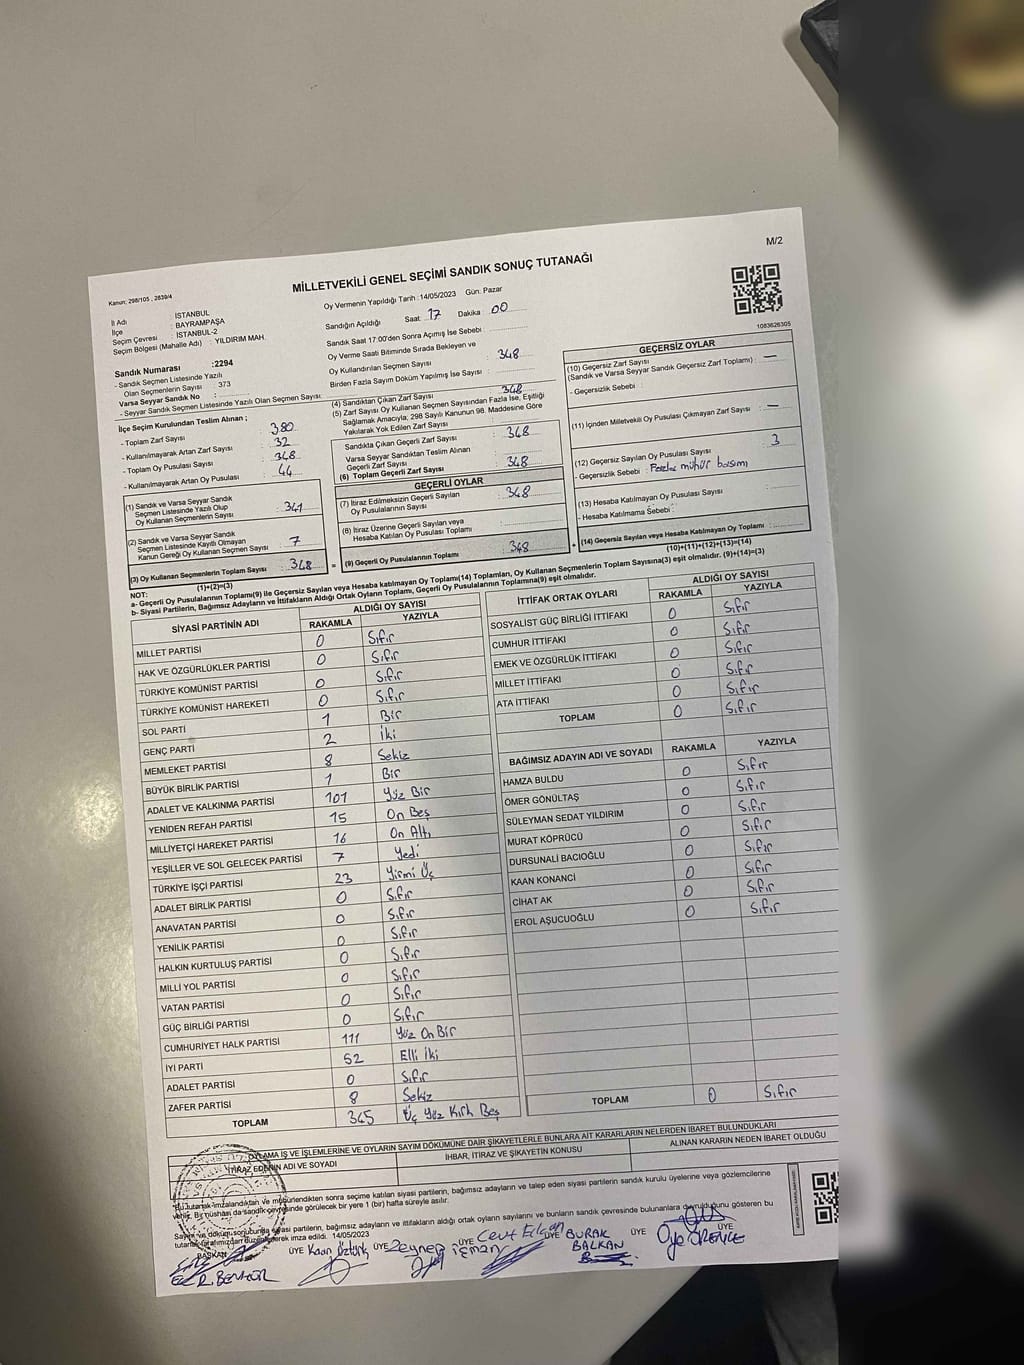 M/2
MİLLETVEKİLİ GENEL SEÇİMİ SANDIK SONUÇ TUTANAĞI
Kanun: 298/105 , 2839/4
Oy Vermenin Yapıldığı Tarih :14/05/2023 Gün: Pazar
İl Adı : İSTANBUL
İlçe : BAYRAMPAŞA
Seçim Çevresi : İSTANBUL-2
Seçim Bölgesi (Mahalle Adı) : YILDIRIM MAH.
Sandık Numarası :2294
- Sandık Seçmen Listesinde Yazılı
Olan Seçmenlerin Sayısı : 373
Varsa Seyyar Sandık No :
- Seyyar Sandık Seçmen Listesinde Yazılı Olan Seçmen Sayısı:
Sandığın Açıldığı Saat 17 Dakika 00
Sandık Saat 17:00'den Sonra Açılmış İse Sebebi :
Oy Verme Saati Bitiminde Sırada Bekleyen ve
Oy Kullandırılan Seçmen Sayısı : 348
Birden Fazla Sayım Döküm Yapılmış İse Sayısı :
1083626305
İlçe Seçim Kurulundan Teslim Alınan ;
- Toplam Zarf Sayısı : 380
- Kullanılmayarak Artan Zarf Sayısı : 32
- Toplam Oy Pusulası Sayısı : 348
- Kullanılmayarak Artan Oy Pusulası Sayısı : 44
(1) Sandık ve Varsa Seyyar Sandık
Seçmen Listesinde Yazılı Olup
Oy Kullanan Seçmenlerin Sayısı : 341
(2) Sandık ve Varsa Seyyar Sandık
Seçmen Listesinde Kayıtlı Olmayan
Kanun Gereği Oy Kullanan Seçmen Sayısı : 7
(3) Oy Kullanan Seçmenlerin Toplam Sayısı : 348
(1)+(2)=(3)
(4) Sandıktan Çıkan Zarf Sayısı : 348
(5) Zarf Sayısı Oy Kullanan Seçmen Sayısından Fazla İse, Eşitliği
Sağlamak Amacıyla, 298 Sayılı Kanunun 98. Maddesine Göre
Yakılarak Yok Edilen Zarf Sayısı :
Sandıkta Çıkan Geçerli Zarf Sayısı : 348
Varsa Seyyar Sandıktan Teslim Alınan
Geçerli Zarf Sayısı :
(6) Toplam Geçerli Zarf Sayısı : 348
GEÇERLİ OYLAR
(7) İtiraz Edilmeksizin Geçerli Sayılan
Oy Pusulalarının Sayısı : 348
(8) İtiraz Üzerine Geçerli Sayılan veya
Hesaba Katılan Oy Pusulası Toplamı :
= (9) Geçerli Oy Pusulalarının Toplamı : 348
GEÇERSİZ OYLAR
(10) Geçersiz Zarf Sayısı
(Sandık ve Varsa Seyyar Sandık Geçersiz Zarf Toplamı) : —
- Geçersizlik Sebebi :
(11) İçinden Milletvekili Oy Pusulası Çıkmayan Zarf Sayısı : —
(12) Geçersiz Sayılan Oy Pusulası Sayısı : 3
- Geçersizlik Sebebi : Fazla mühür basımı
(13) Hesaba Katılmayan Oy Pusulası Sayısı :
- Hesaba Katılmama Sebebi :
+ (14) Geçersiz Sayılan veya Hesaba Katılmayan Oy Toplamı :
(10)+(11)+(12)+(13)=(14)
NOT:
a- Geçerli Oy Pusulalarının Toplamı(9) ile Geçersiz Sayılan veya Hesaba katılmayan Oy Toplamı(14) Toplamları, Oy Kullanan Seçmenlerin Toplam Sayısına(3) eşit olmalıdır. (9)+(14)=(3)
b- Siyasi Partilerin, Bağımsız Adayların ve İttifakların Aldığı Ortak Oyların Toplamı, Geçerli Oy Pusulalarının Toplamına(9) eşit olmalıdır.
SİYASİ PARTİNİN ADI ALDIĞI OY SAYISI
RAKAMLA YAZIYLA
MİLLET PARTİSİ 0 Sıfır
HAK VE ÖZGÜRLÜKLER PARTİSİ 0 Sıfır
TÜRKİYE KOMÜNİST PARTİSİ 0 Sıfır
TÜRKİYE KOMÜNİST HAREKETİ 0 Sıfır
SOL PARTİ 1 Bir
GENÇ PARTİ 2 İki
MEMLEKET PARTİSİ 8 Sekiz
BÜYÜK BİRLİK PARTİSİ 1 Bir
ADALET VE KALKINMA PARTİSİ 101 Yüz Bir
YENİDEN REFAH PARTİSİ 15 On Beş
MİLLİYETÇİ HAREKET PARTİSİ 16 On Altı
YEŞİLLER VE SOL GELECEK PARTİSİ 7 Yedi
TÜRKİYE İŞÇİ PARTİSİ 23 Yirmi Üç
ADALET BİRLİK PARTİSİ 0 Sıfır
ANAVATAN PARTİSİ 0 Sıfır
YENİLİK PARTİSİ 0 Sıfır
HALKIN KURTULUŞ PARTİSİ 0 Sıfır
MİLLİ YOL PARTİSİ 0 Sıfır
VATAN PARTİSİ 0 Sıfır
GÜÇ BİRLİĞİ PARTİSİ 0 Sıfır
CUMHURİYET HALK PARTİSİ 111 Yüz On Bir
İYİ PARTİ 52 Elli İki
ADALET PARTİSİ 0 Sıfır
ZAFER PARTİSİ 8 Sekiz
TOPLAM 345 Üç Yüz Kırk Beş
İTTİFAK ORTAK OYLARI ALDIĞI OY SAYISI
RAKAMLA YAZIYLA
SOSYALİST GÜÇ BİRLİĞİ İTTİFAKI 0 Sıfır
CUMHUR İTTİFAKI 0 Sıfır
EMEK VE ÖZGÜRLÜK İTTİFAKI 0 Sıfır
MİLLET İTTİFAKI 0 Sıfır
ATA İTTİFAKI 0 Sıfır
TOPLAM 0 Sıfır
BAĞIMSIZ ADAYIN ADI VE SOYADI RAKAMLA YAZIYLA
HAMZA BULDU 0 Sıfır
ÖMER GÖNÜLTAŞ 0 Sıfır
SÜLEYMAN SEDAT YILDIRIM 0 Sıfır
MURAT KÖPRÜCÜ 0 Sıfır
DURSUNALİ BACIOĞLU 0 Sıfır
KAAN KONANCİ 0 Sıfır
CİHAT AK 0 Sıfır
EROL AŞUCUOĞLU 0 Sıfır
TOPLAM 0 Sıfır
OYLAMA İŞ VE İŞLEMLERİNE VE OYLARIN SAYIM DÖKÜMÜNE DAİR ŞİKAYETLERLE BUNLARA AİT KARARLARIN NELERDEN İBARET BULUNDUKLARI
İTİRAZ EDENİN ADI VE SOYADI İHBAR, İTİRAZ VE ŞİKAYETİN KONUSU ALINAN KARARIN NEDEN İBARET OLDUĞU
*Bu tutanak imzalandıktan ve mühürlendikten sonra seçime katılan siyasi partilerin, bağımsız adayların ve talep eden siyasi partilerin sandık kurulu üyelerine veya gözlemcilerine
verilir. Bir nüshası da sandık çevresinde görülecek bir yere 1 (bir) hafta süreyle asılır.
Sayım ve döküm sonubunda siyasi partilerin, bağımsız adayların ve ittifakların aldığı ortak oyların sayılarını ve bunların sandık çevresinde bulunanlara duyrulduğunu gösteren bu
tutanak tarafımızdan düzenlenerek imza edildi. 14/05/2023
BAŞKAN ÜYE Kaan Öztürk ÜYE Zeynep işman ÜYE Cevt Elcan ÜYE BURAK BALKAN ÜYE ÜYE